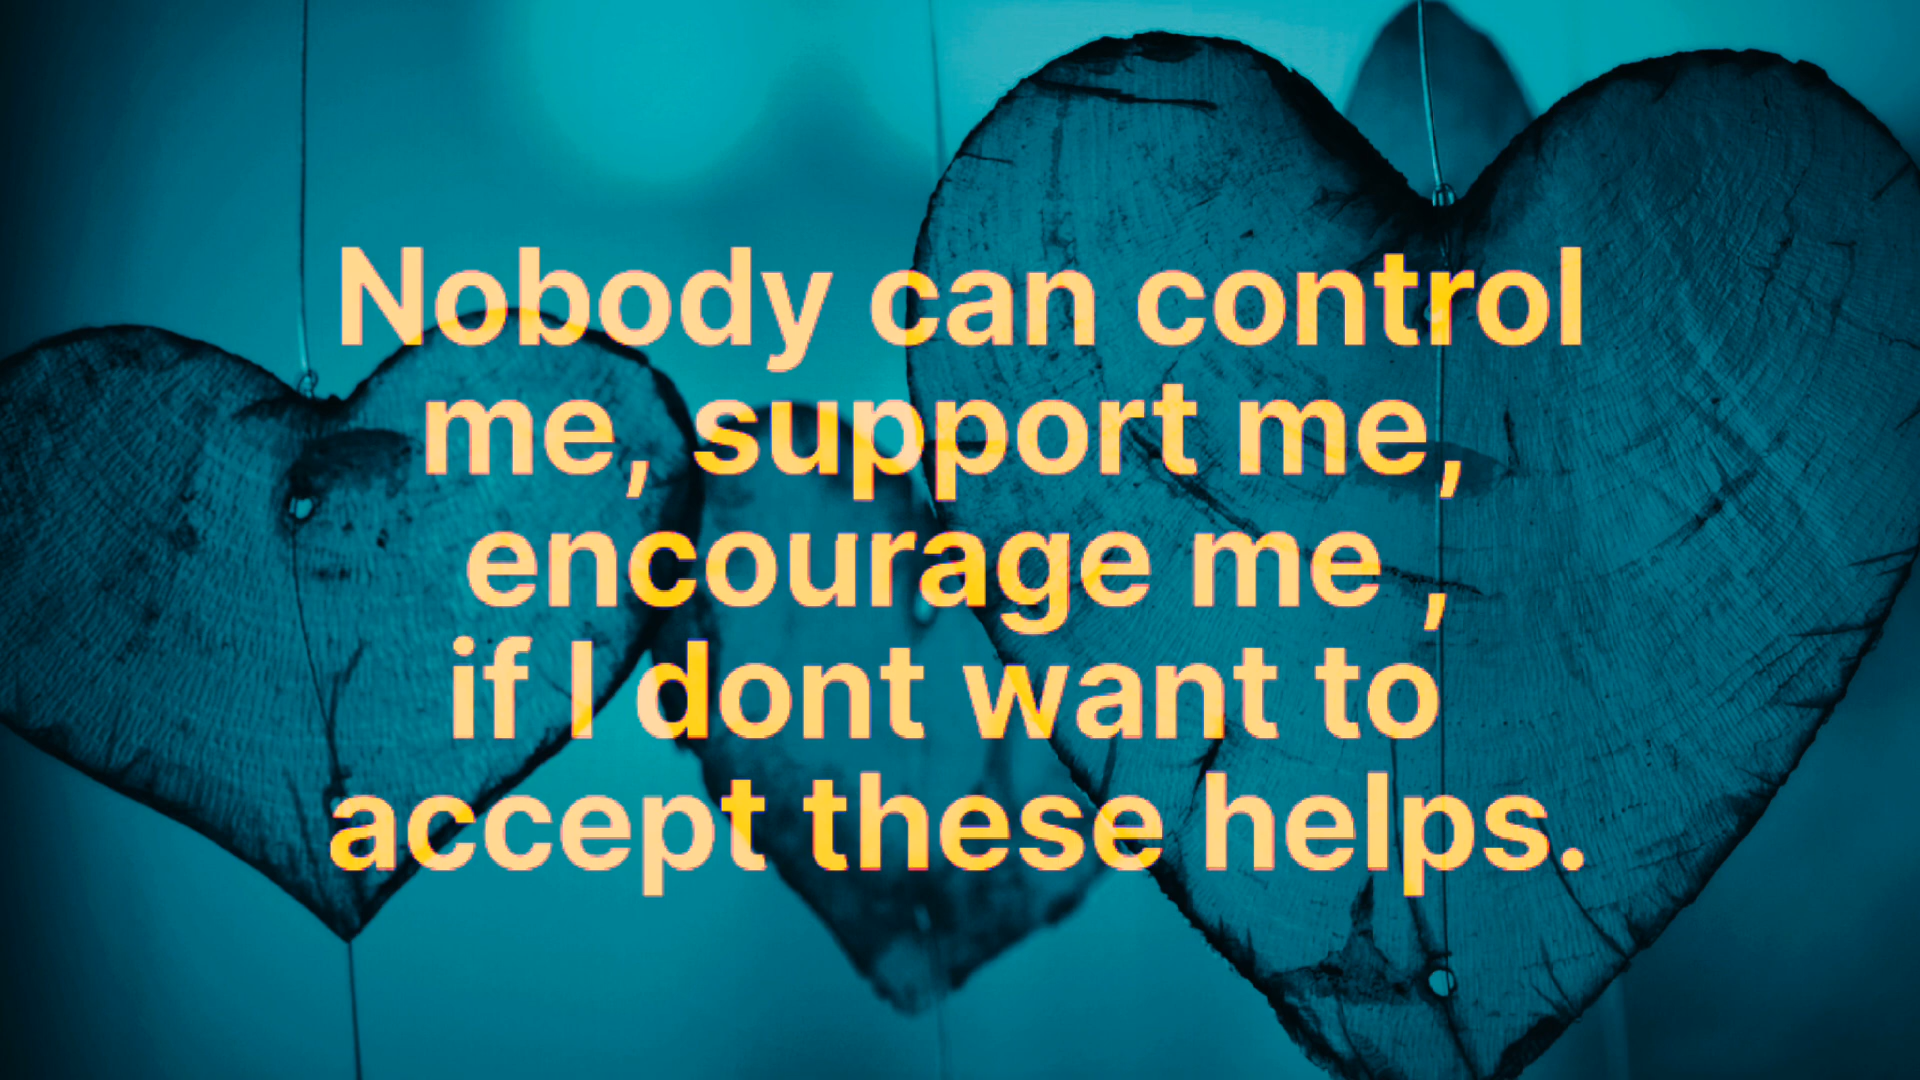 Nobody can control
me, support me,
encourage me ,
if I dont want to
accept these helps.